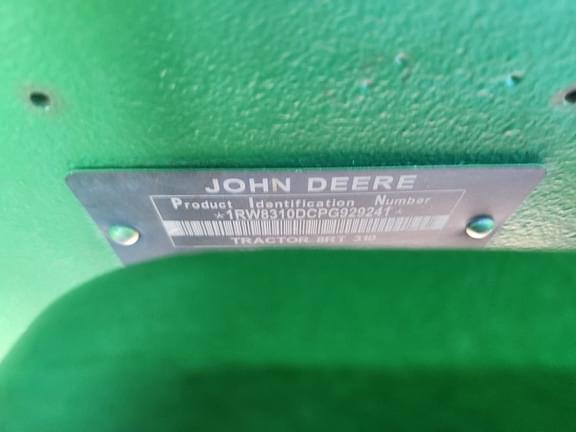 JOHN DEERE
Product Identification Number
*1RW8310DCPG929241*
TRACTOR 8RT 310